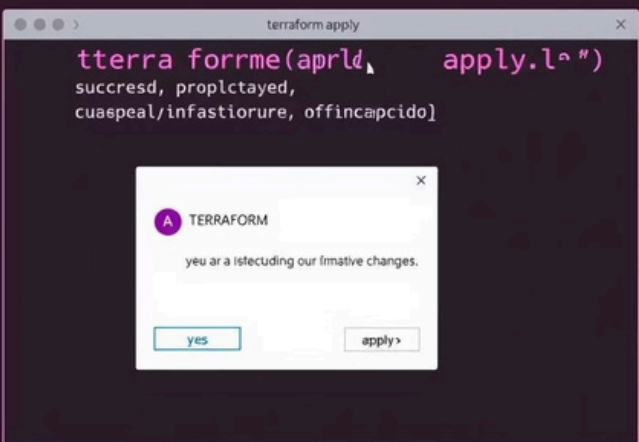 terraform apply
tterra forrme(aprld, apply.l
succresd, proplctayed,
cuaspeal/infastiorure, offincapcido]
A TERRAFORM
yeu ar a istecuding our firmative changes.
yes
apply›